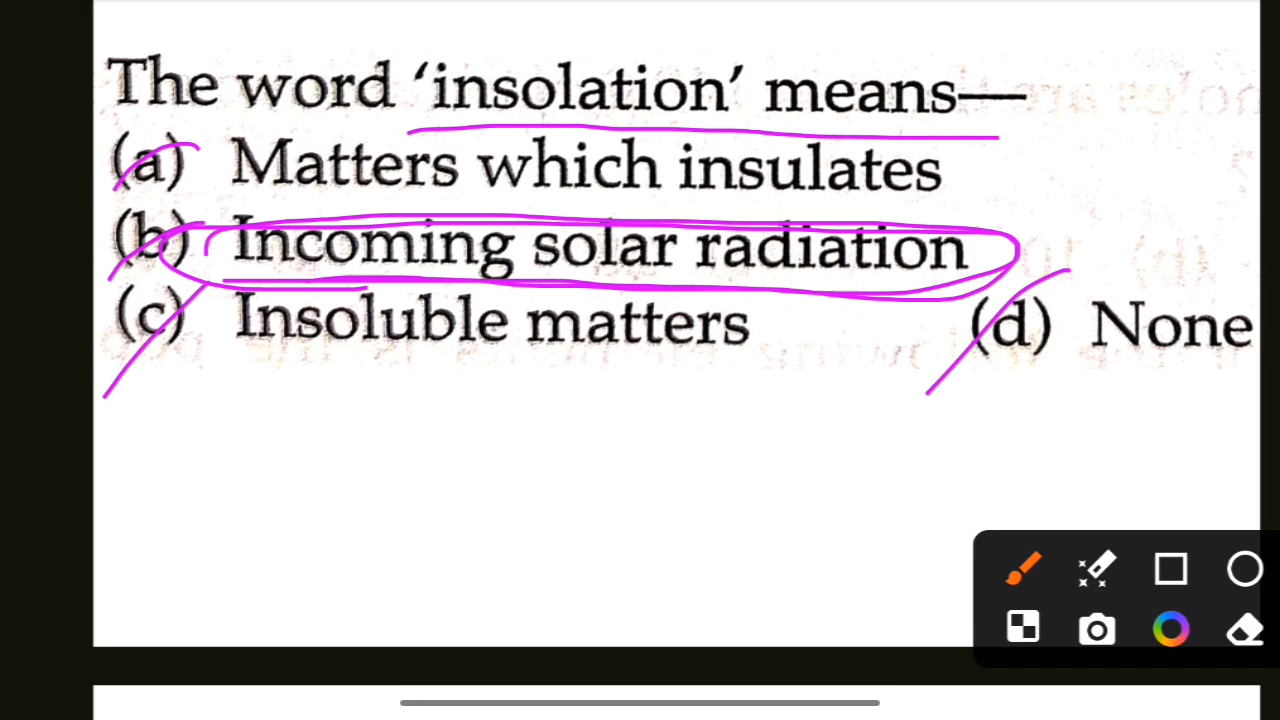 The word ‘insolation’ means—
(a) Matters which insulates
(b) Incoming solar radiation
(c) Insoluble matters (d) None